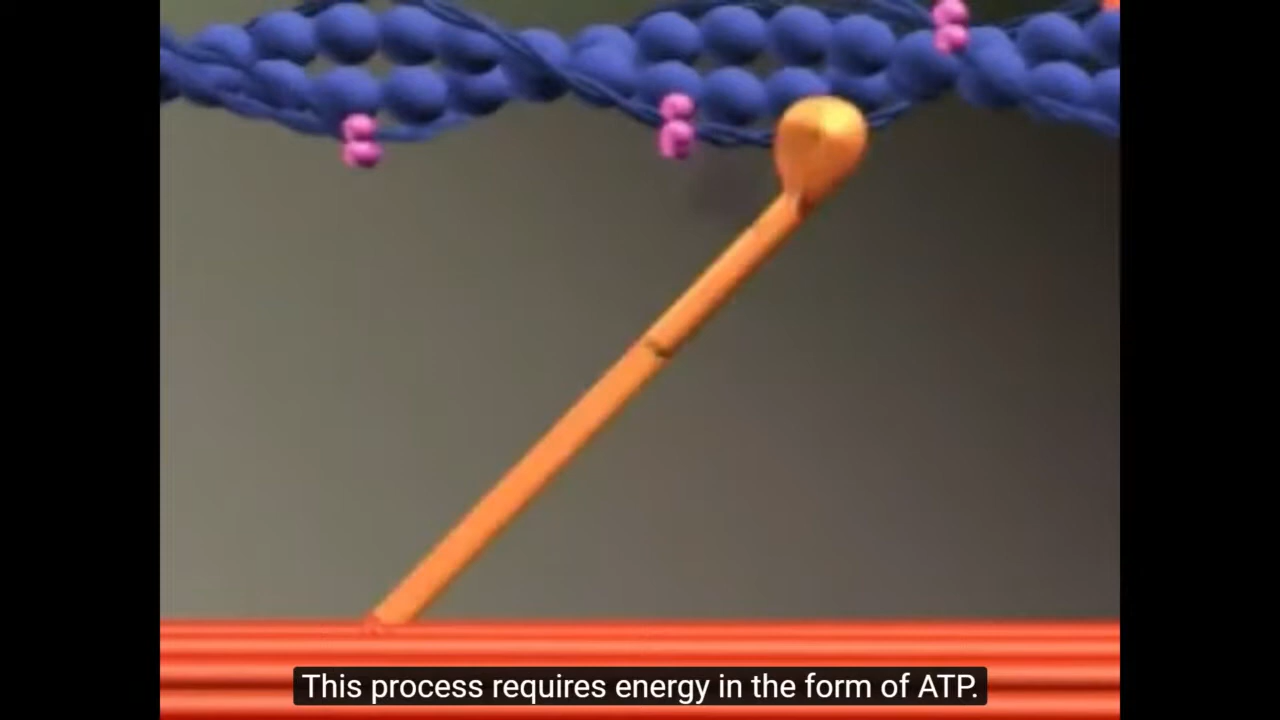 This process requires energy in the form of ATP.